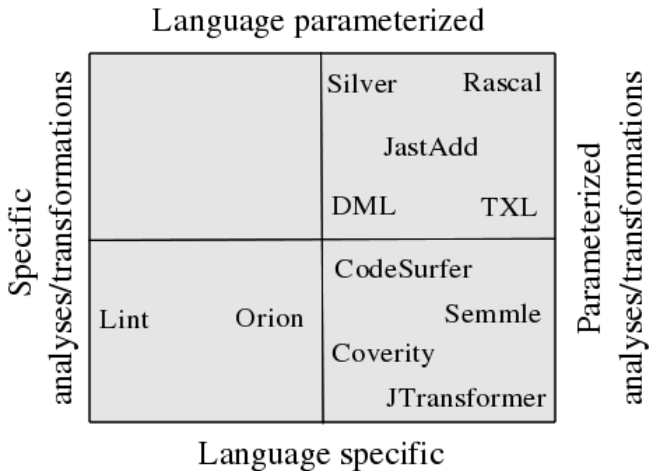 Language parameterized
Specific
analyses/transformations
Silver Rascal
JastAdd
DML TXL
CodeSurfer
Lint Orion Semmle
Coverity
JTransformer
Parameterized
analyses/transformations
Language specific